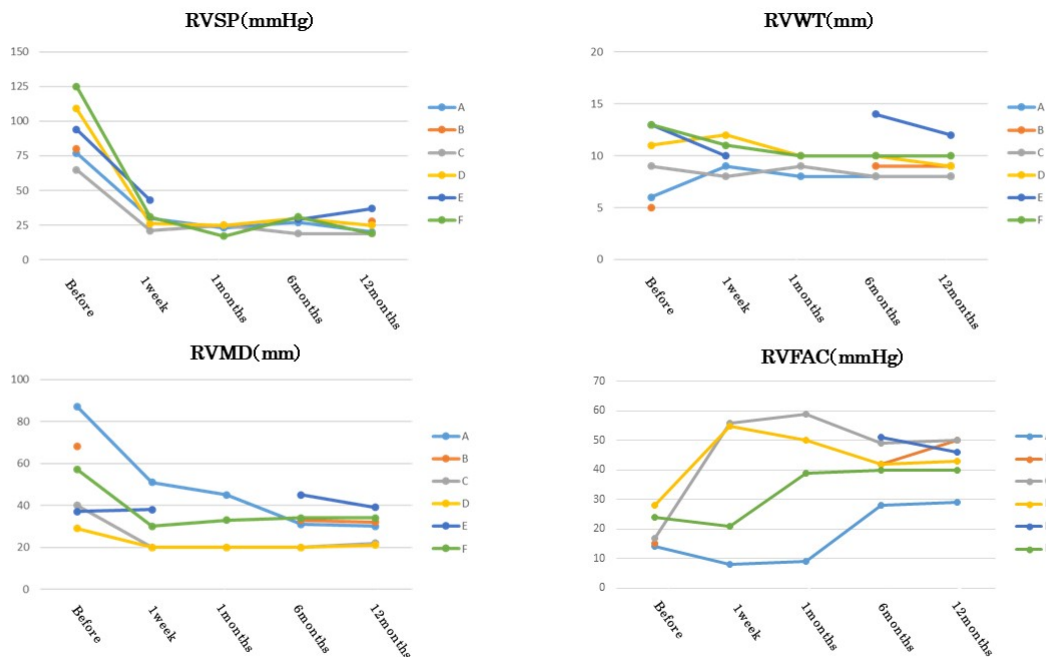 RVSP(mmHg)
150
125
100
75
50
25
0
Before
1week
1months
6months
12months
A
B
C
D
E
F
RVWT(mm)
20
15
10
5
0
Before
1week
1months
6months
12months
A
B
C
D
E
F
RVMD(mm)
100
80
60
40
20
0
Before
1week
1months
6months
12months
A
B
C
D
E
F
RVFAC(mmHg)
70
60
50
40
30
20
10
0
Before
1week
1months
6months
12months